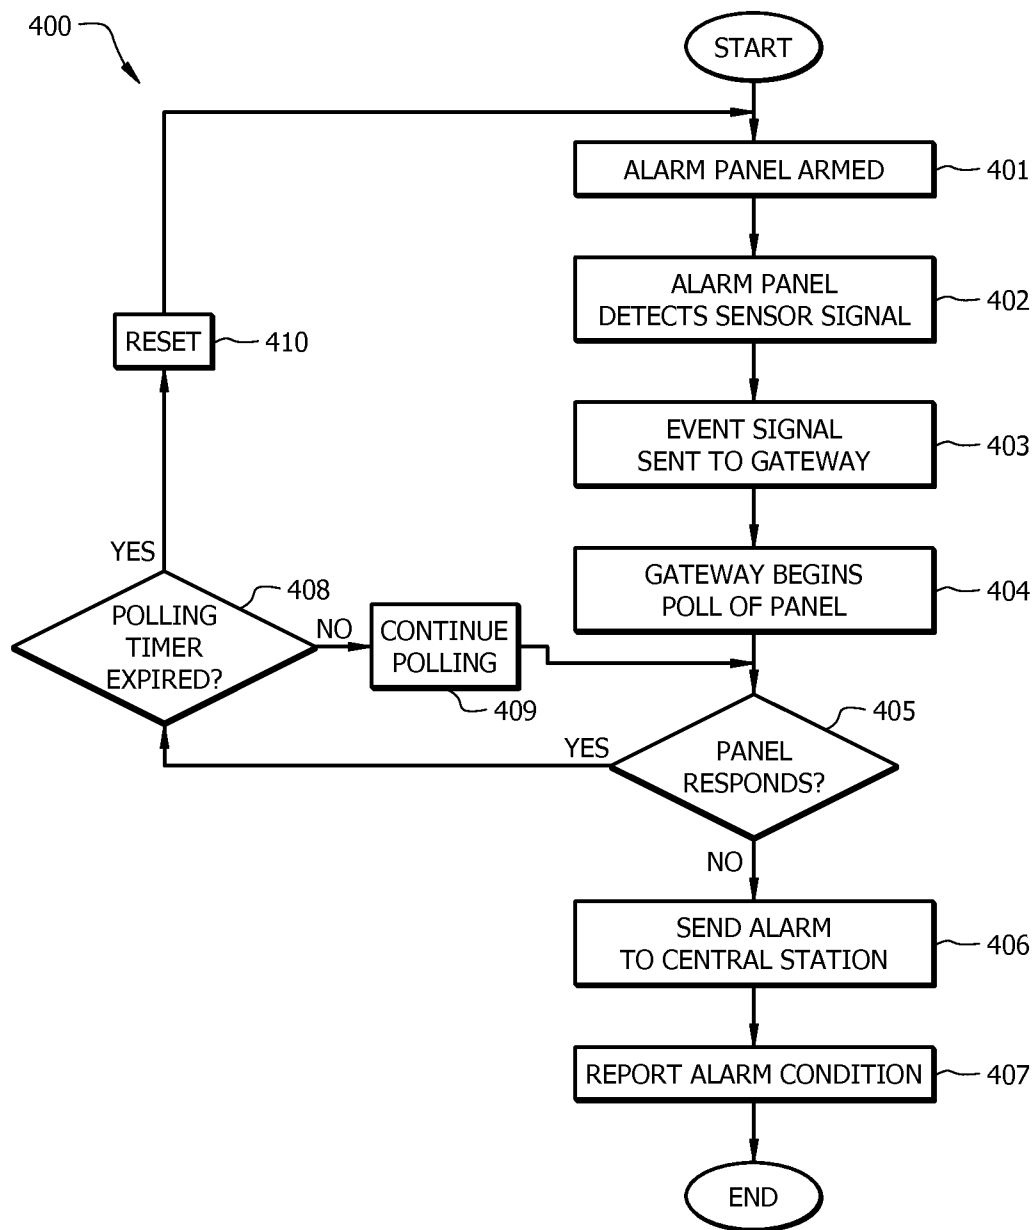 400
START
ALARM PANEL ARMED
401
ALARM PANEL
DETECTS SENSOR SIGNAL
402
RESET
410
EVENT SIGNAL
SENT TO GATEWAY
403
YES
GATEWAY BEGINS
POLL OF PANEL
404
POLLING
TIMER
EXPIRED?
408
NO
CONTINUE
POLLING
409
YES
PANEL
RESPONDS?
405
NO
SEND ALARM
TO CENTRAL STATION
406
REPORT ALARM CONDITION
407
END